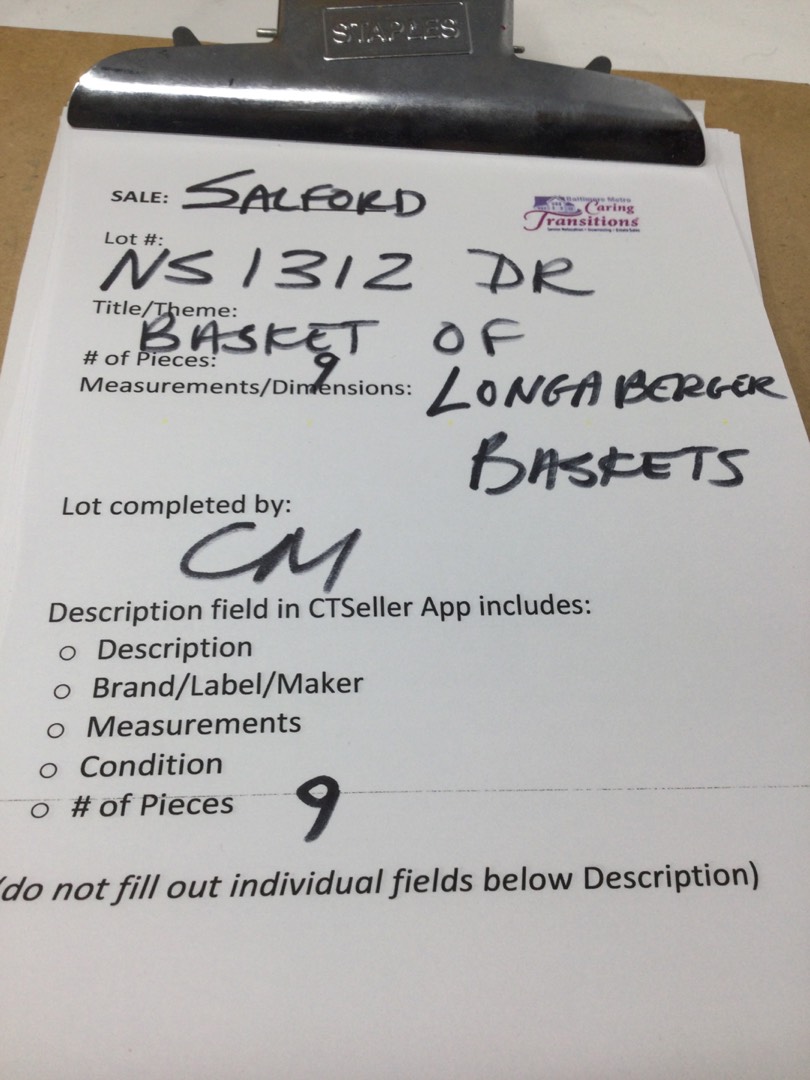 STAPLES
SALE: SALFORD
Baltimore Metro
Caring
Transitions
Lot #:
NS1312 DR
Title/Theme:
BASKET OF
# of Pieces: 9
Measurements/Dimensions: LONGABERGER
BASKETS
Lot completed by:
CM
Description field in CTSeller App includes:
o Description
o Brand/Label/Maker
o Measurements
o Condition
o # of Pieces 9
(do not fill out individual fields below Description)